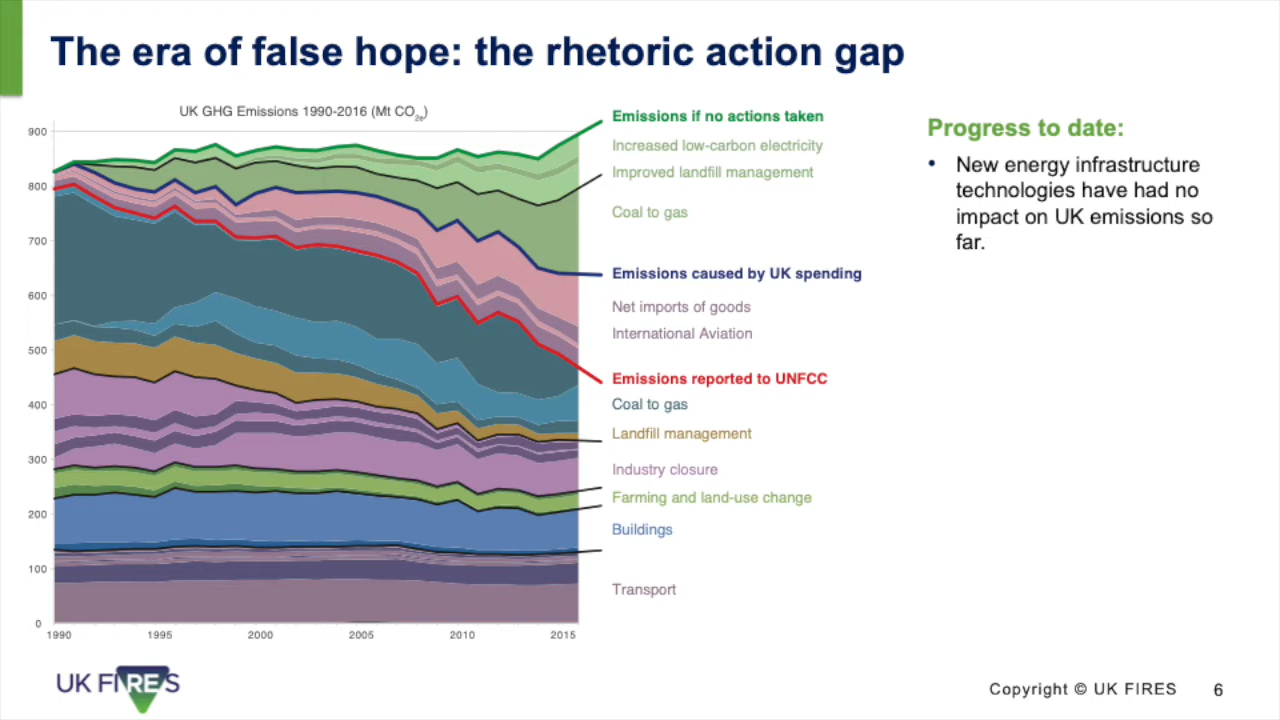 The era of false hope: the rhetoric action gap
UK GHG Emissions 1990-2016 (Mt CO2e)
900
800
700
600
500
400
300
200
100
0
1990
1995
2000
2005
2010
2015
Emissions if no actions taken
Increased low-carbon electricity
Improved landfill management
Coal to gas
Emissions caused by UK spending
Net imports of goods
International Aviation
Emissions reported to UNFCC
Coal to gas
Landfill management
Industry closure
Farming and land-use change
Buildings
Transport
Progress to date:
• New energy infrastructure
technologies have had no
impact on UK emissions so
far.
UK FIRES
Copyright © UK FIRES 6